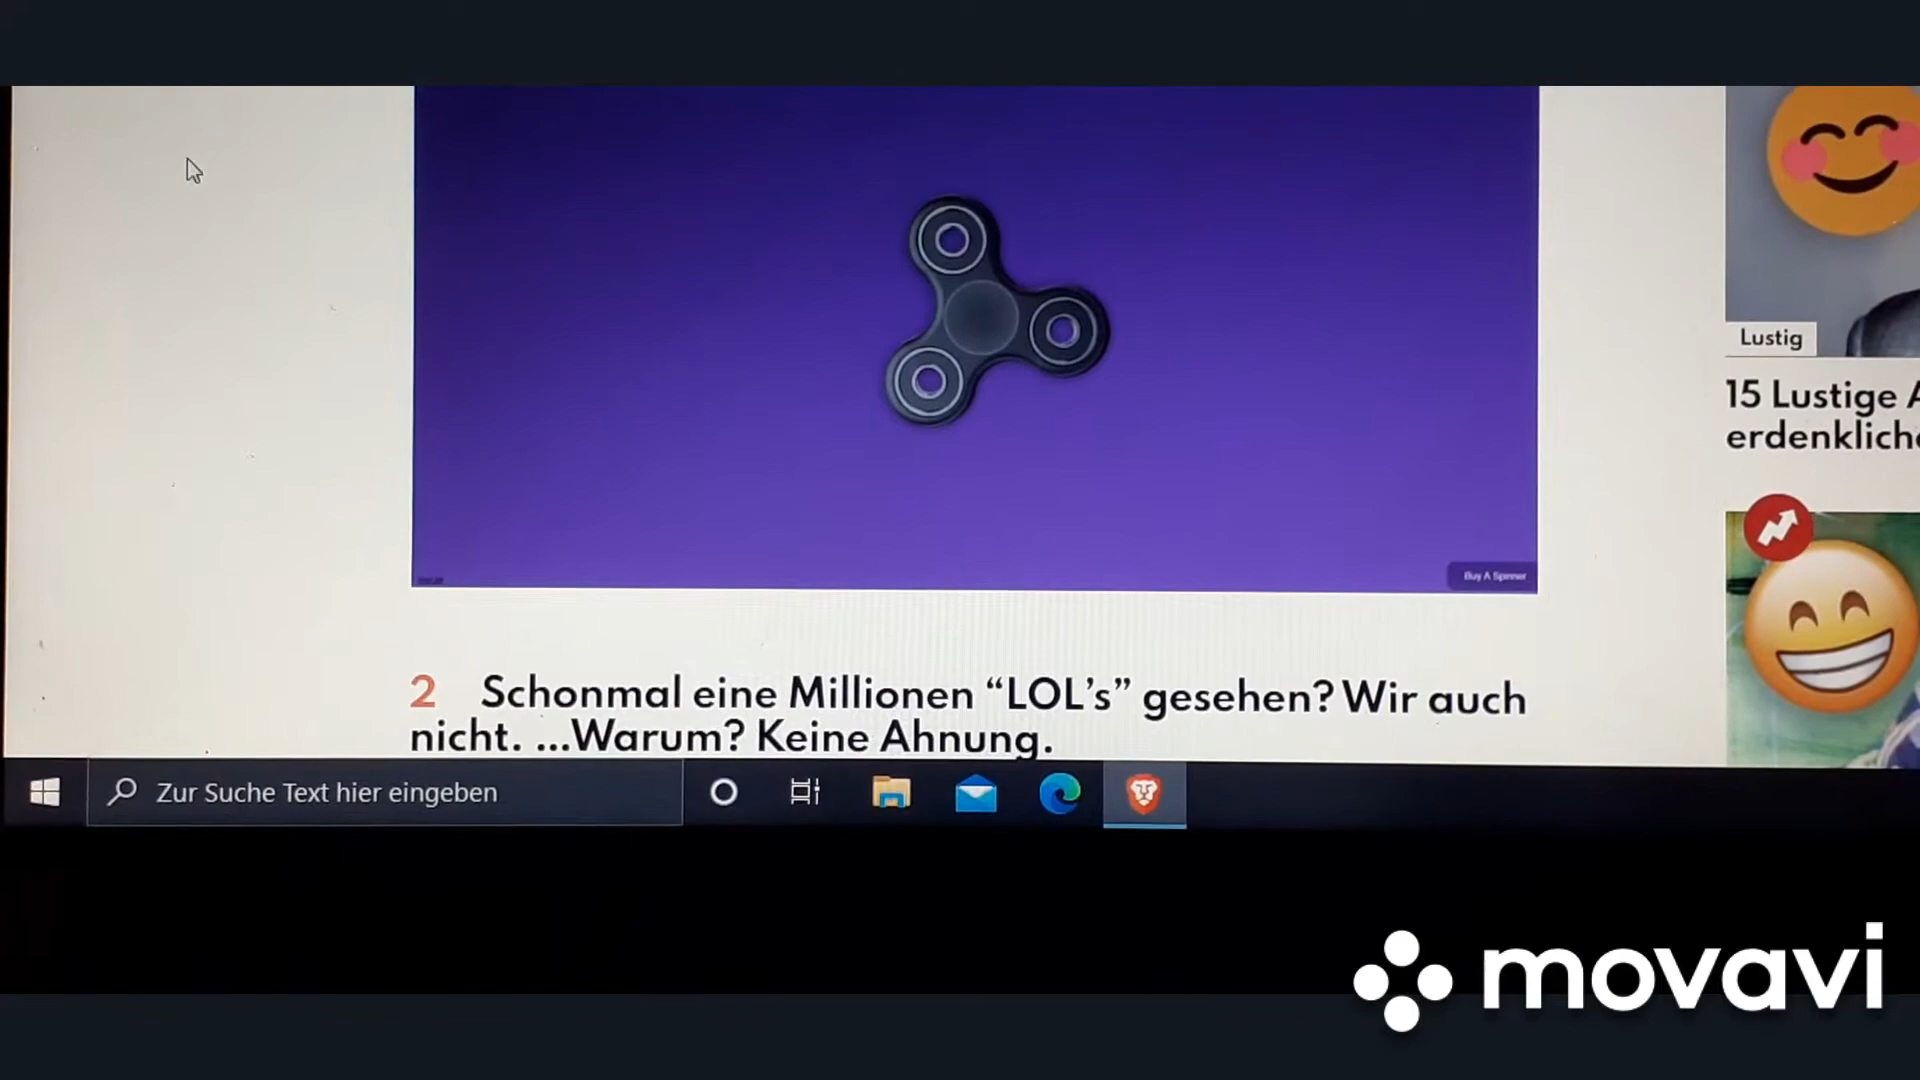 Buy A Spinner
Lustig
15 Lustige A
erdenklich
2 Schonmal eine Millionen “LOL’s” gesehen? Wir auch
nicht. ...Warum? Keine Ahnung.
Zur Suche Text hier eingeben
movavi